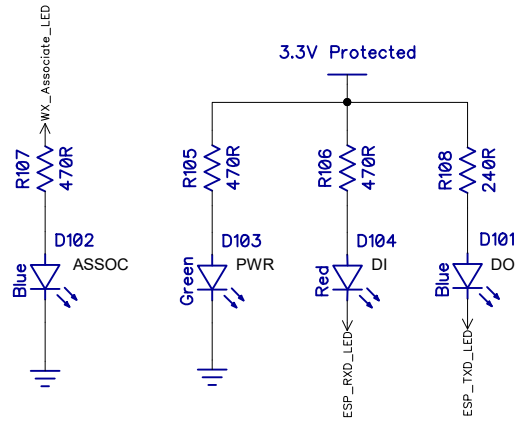 WX_Associate_LED
3.3V Protected
R107
470R
R105
470R
R106
470R
R108
240R
D102
ASSOC
Blue
D103
PWR
Green
D104
DI
Red
D101
DO
Blue
ESP_RXD_LED
ESP_TXD_LED